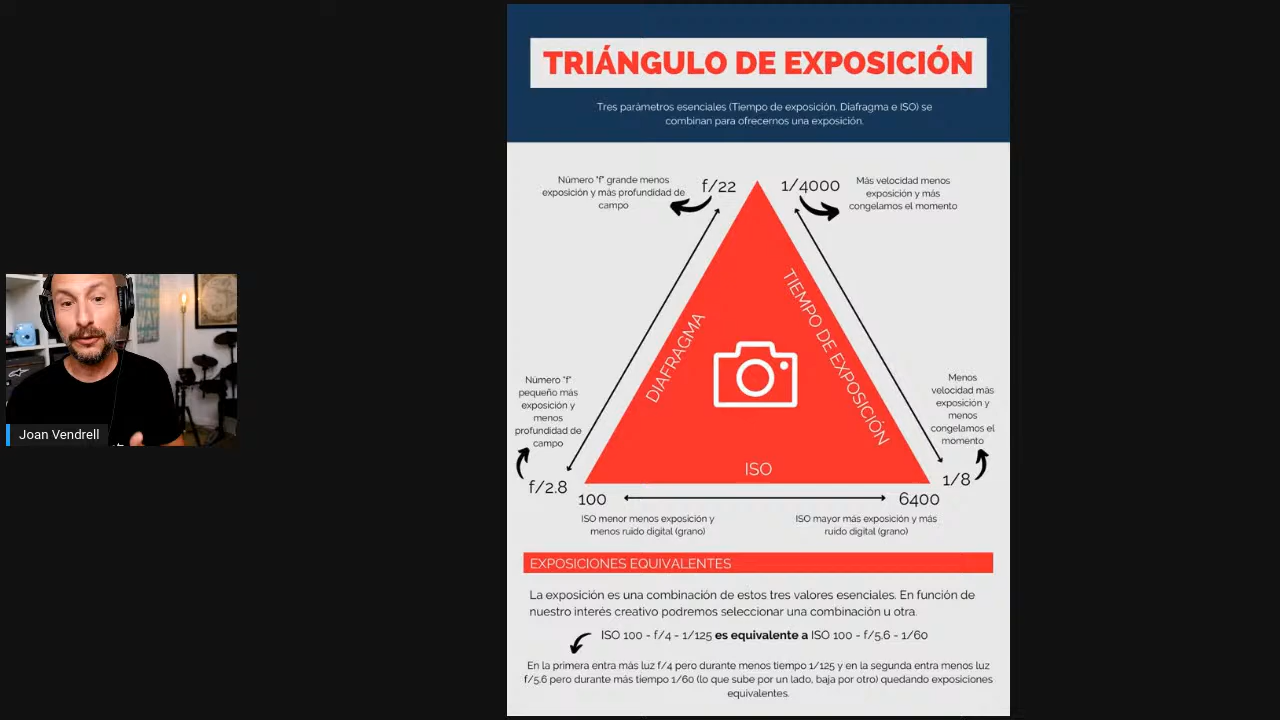 TRIÁNGULO DE EXPOSICIÓN
Tres parámetros esenciales (Tiempo de exposición, Diafragma e ISO) se
combinan para ofrecernos una exposición.
Número "f" grande menos
exposición y más profundidad de
campo
f/22
1/4000
Más velocidad menos
exposición y más
congelamos el momento
DIAFRAGMA
TIEMPO DE EXPOSICIÓN
ISO
Número "f"
pequeño más
exposición y
menos
profundidad de
campo
f/2.8
Menos
velocidad más
exposición y
menos
congelamos el
momento
1/8
100
6400
ISO menor menos exposición y
menos ruido digital (grano)
ISO mayor más exposición y más
ruido digital (grano)
EXPOSICIONES EQUIVALENTES
La exposición es una combinación de estos tres valores esenciales. En función de
nuestro interés creativo podremos seleccionar una combinación u otra.
ISO 100 - f/4 - 1/125 es equivalente a ISO 100 - f/5.6 - 1/60
En la primera entra más luz f/4 pero durante menos tiempo 1/125 y en la segunda entra menos luz
f/5.6 pero durante más tiempo 1/60 (lo que sube por un lado, baja por otro) quedando exposiciones
equivalentes.
Joan Vendrell